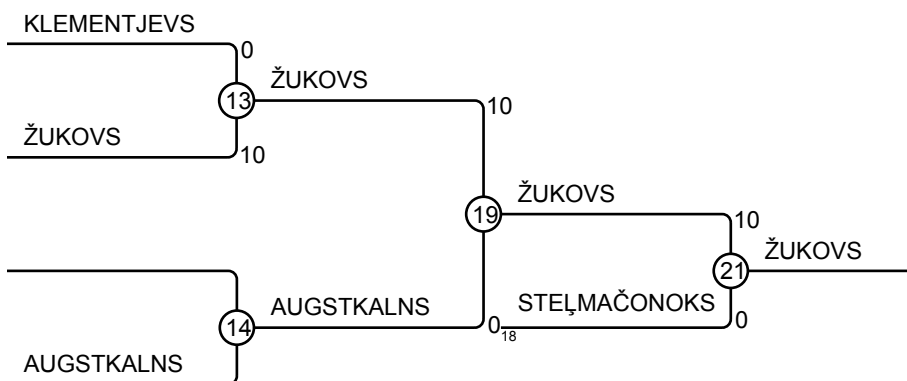 KLEMENTJEVS
0
13
ŽUKOVS
10
ŽUKOVS
10
19
ŽUKOVS
10
21
ŽUKOVS
14
AUGSTKALNS
0
18
STEĻMAČONOKS
0
AUGSTKALNS